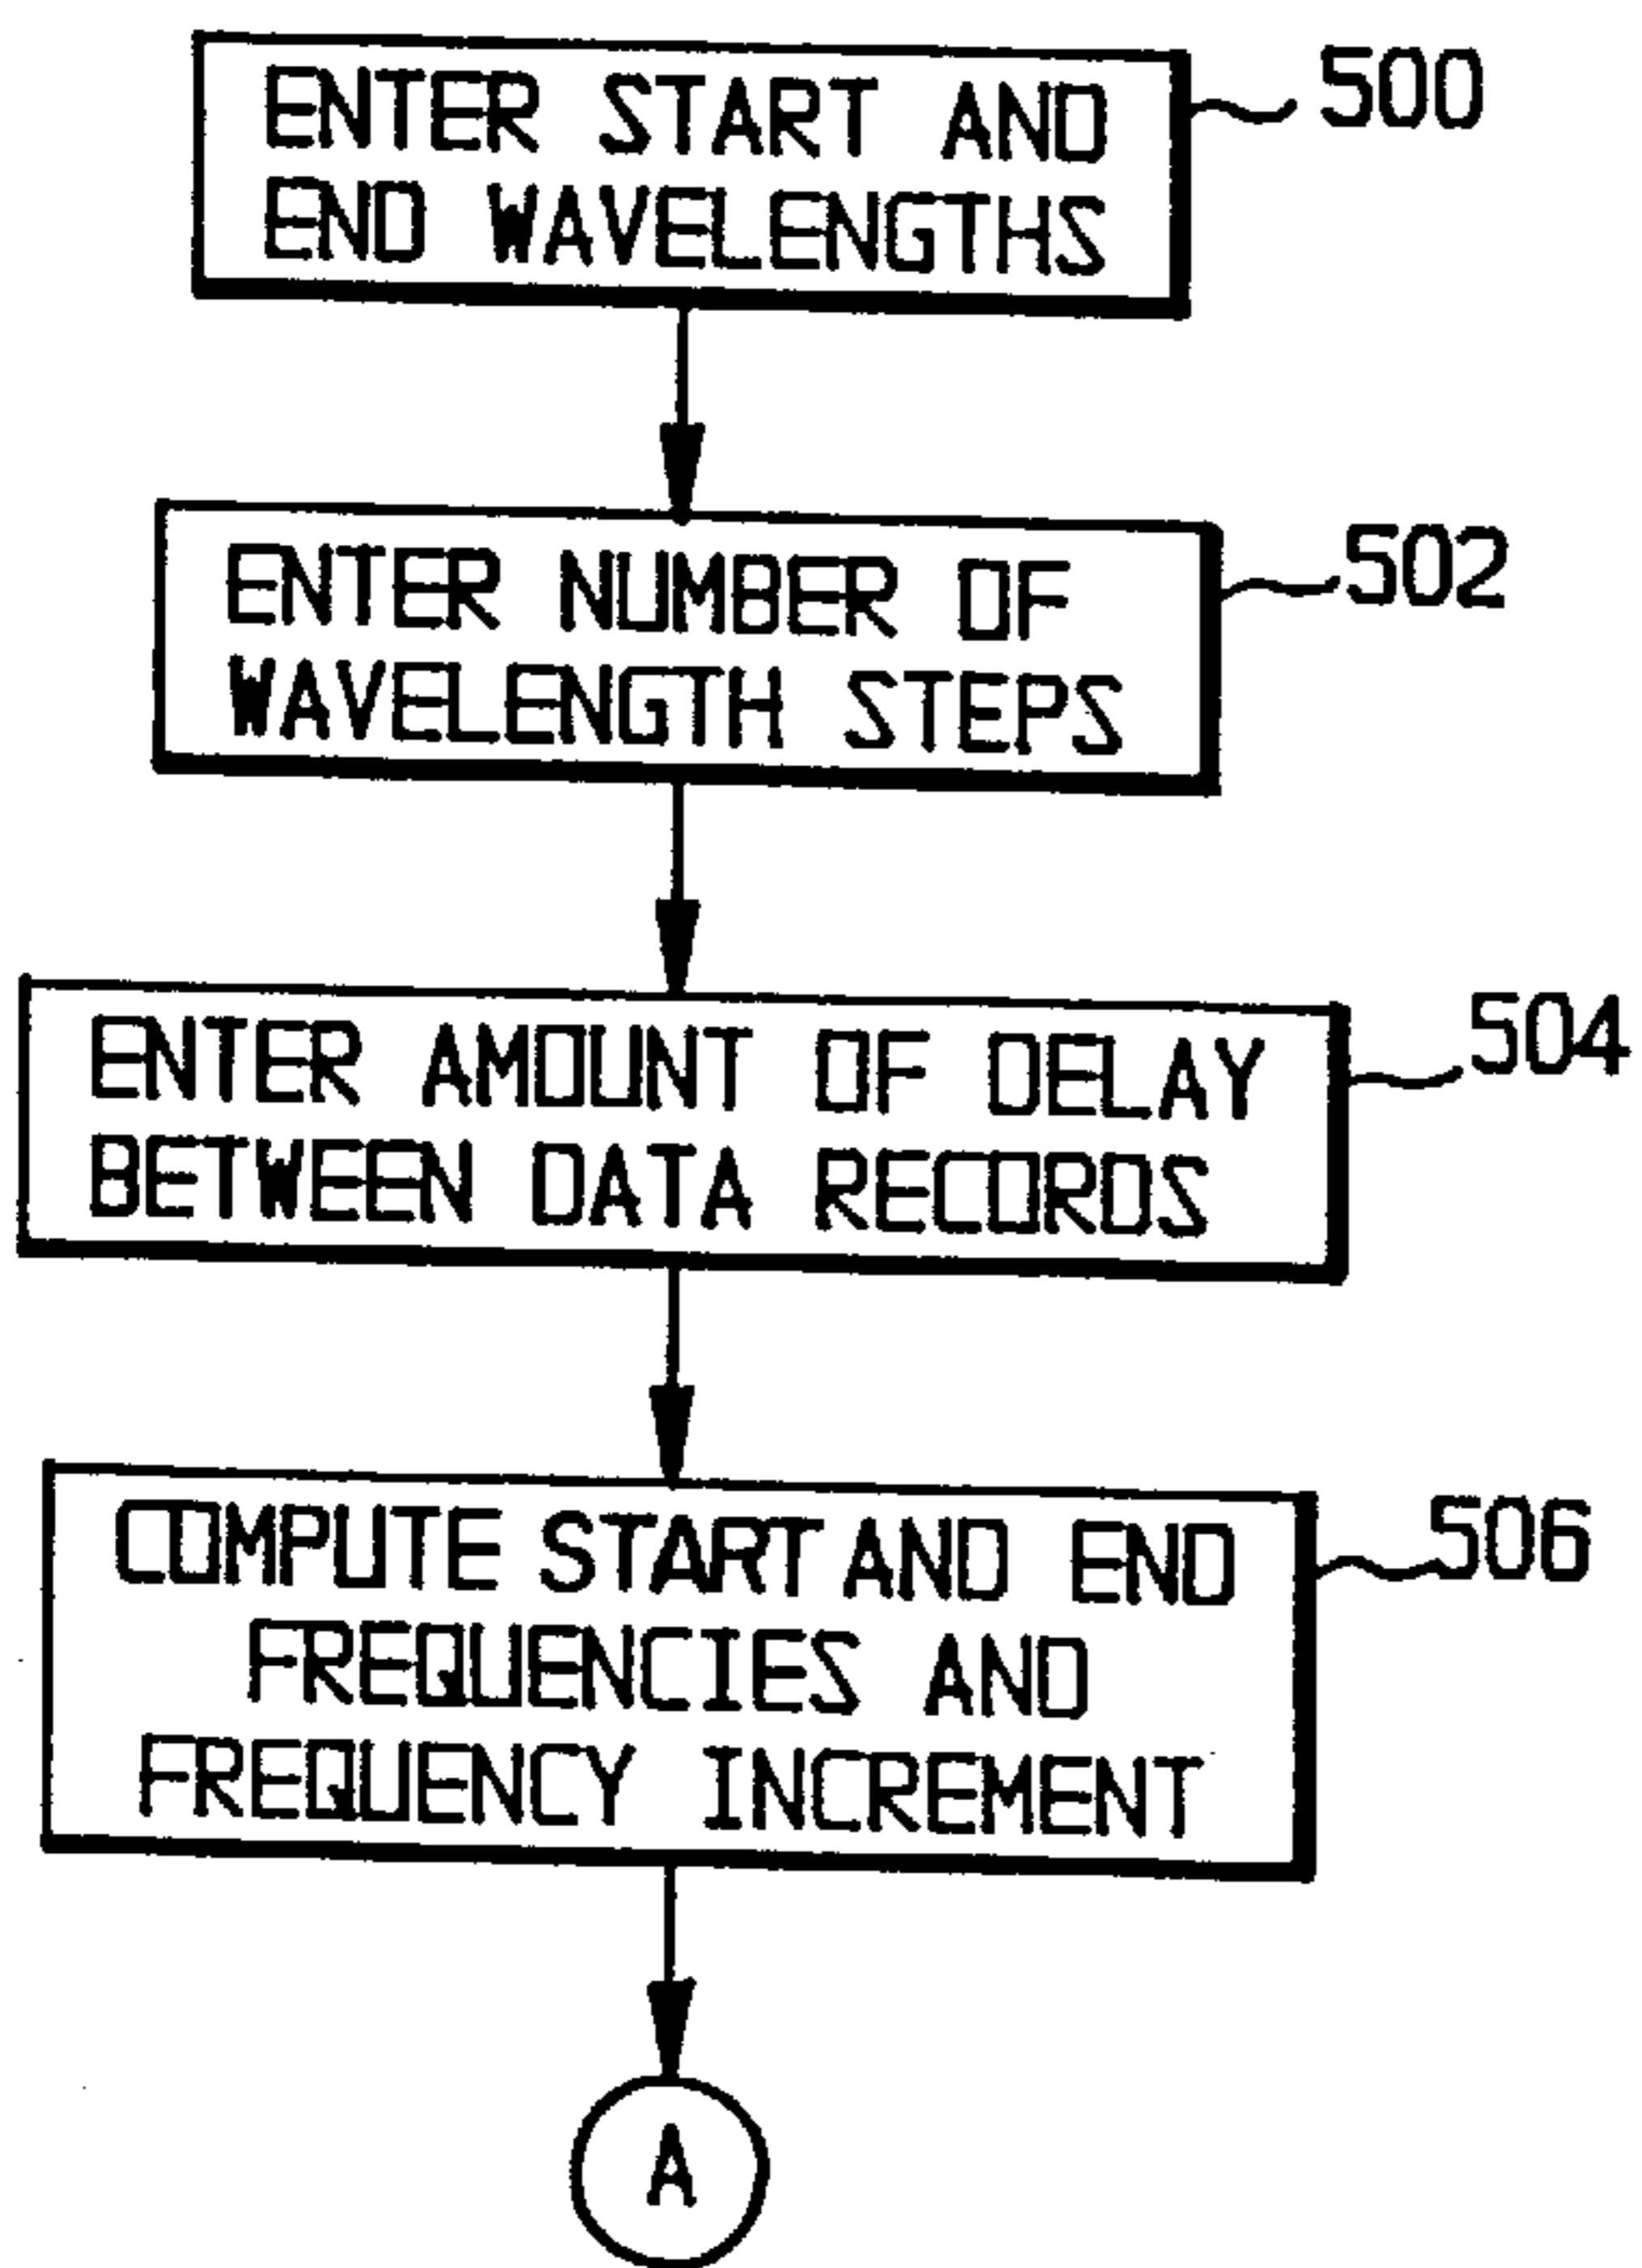 ENTER START AND
END WAVELENGTHS
500
ENTER NUMBER OF
WAVELENGTH STEPS
502
ENTER AMOUNT OF DELAY
BETWEEN DATA RECORDS
504
COMPUTE START AND END
FREQUENCIES AND
FREQUENCY INCREMENT
506
A